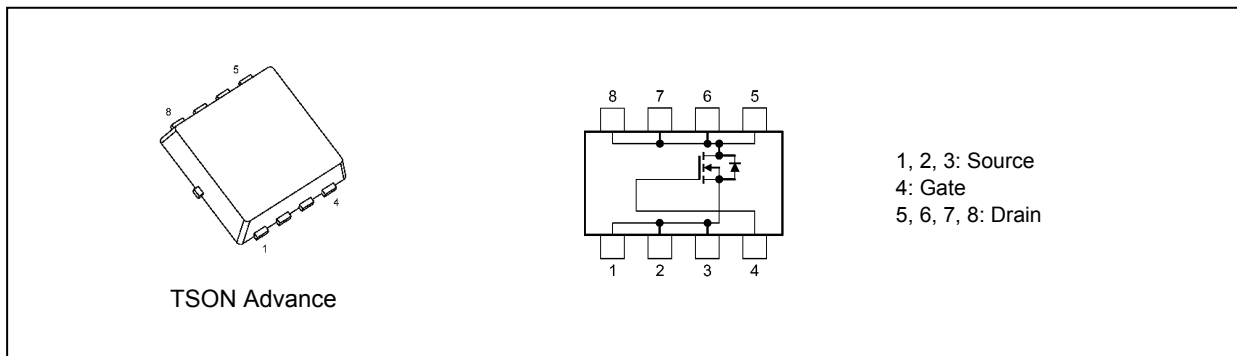 5
8
4
1
TSON Advance
8 7 6 5
1 2 3 4
1, 2, 3: Source
4: Gate
5, 6, 7, 8: Drain